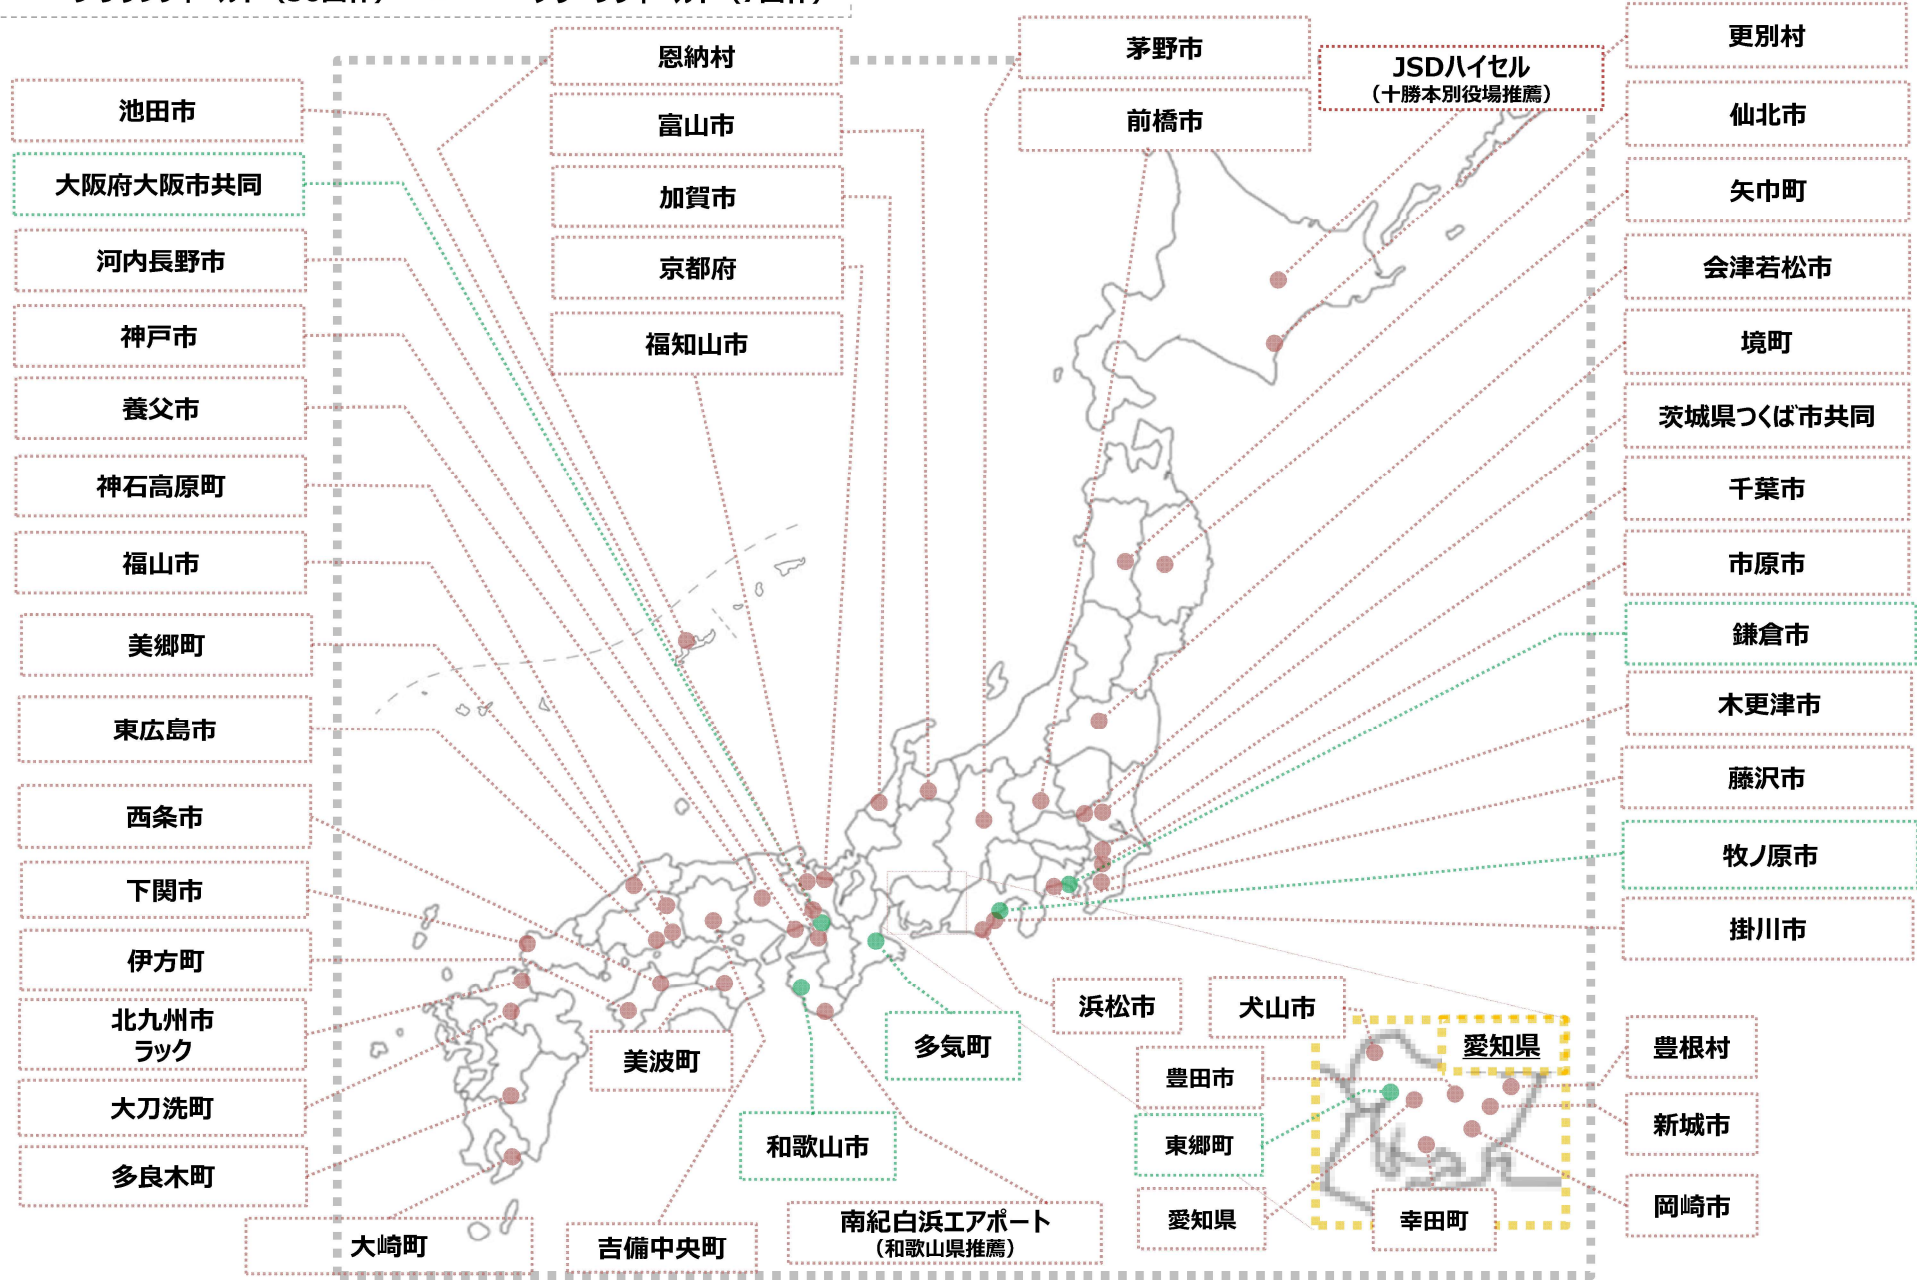 恩納村
富山市
加賀市
京都府
福知山市
茅野市
前橋市
JSDハイセル
（十勝本別役場推薦）
池田市
大阪府大阪市共同
河内長野市
神戸市
養父市
神石高原町
福山市
美郷町
東広島市
西条市
下関市
伊方町
北九州市
ラック
大刀洗町
多良木町
大崎町
吉備中央町
南紀白浜エアポート
（和歌山県推薦）
美波町
和歌山市
多気町
浜松市
犬山市
豊田市
東郷町
愛知県
幸田町
愛知県
豊根村
新城市
岡崎市
更別村
仙北市
矢巾町
会津若松市
境町
茨城県つくば市共同
千葉市
市原市
鎌倉市
木更津市
藤沢市
牧ノ原市
掛川市